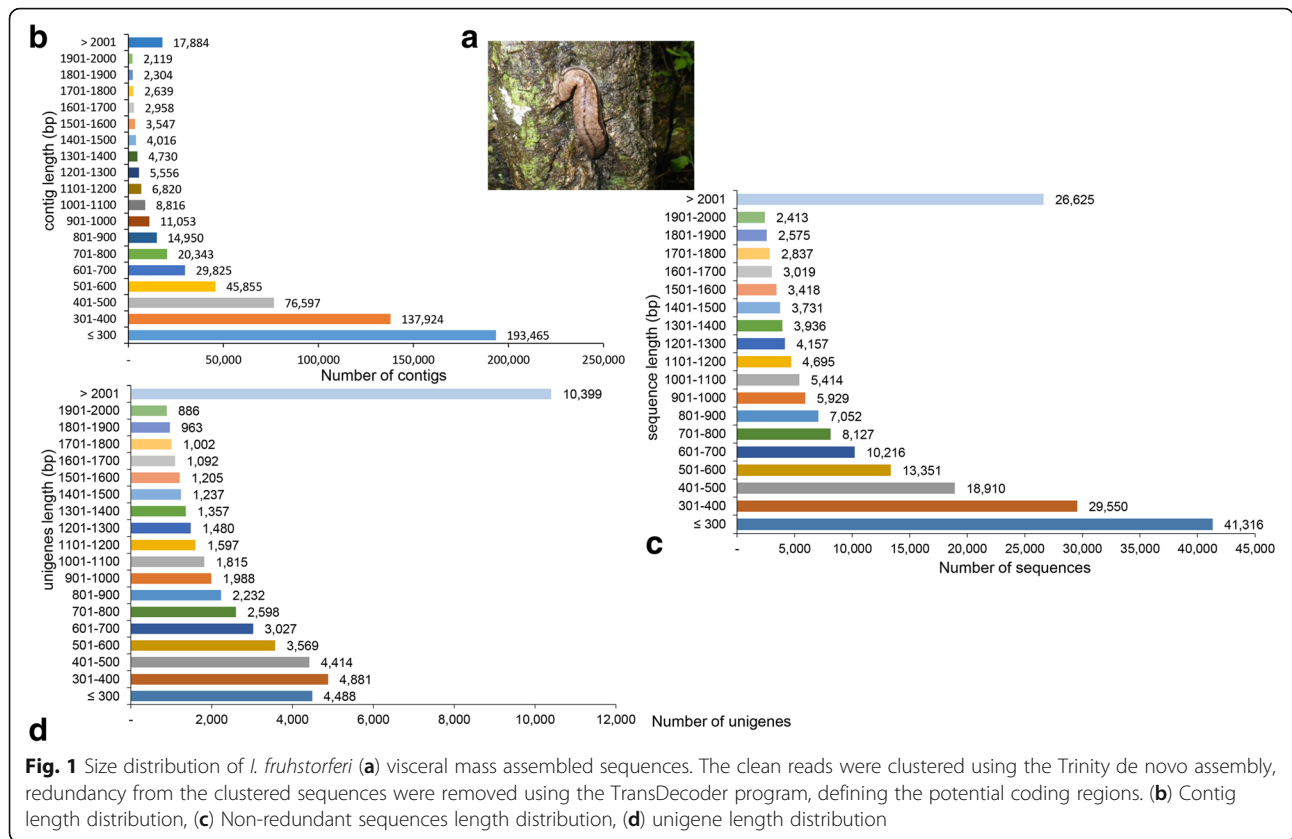 b
a
contig length (bp)
> 2001 17,884
1901-2000 2,119
1801-1900 2,304
1701-1800 2,639
1601-1700 2,958
1501-1600 3,547
1401-1500 4,016
1301-1400 4,730
1201-1300 5,556
1101-1200 6,820
1001-1100 8,816
901-1000 11,053
801-900 14,950
701-800 20,343
601-700 29,825
501-600 45,855
401-500 76,597
301-400 137,924
≤ 300 193,465
- 50,000 100,000 150,000 200,000 250,000
Number of contigs
sequence length (bp)
> 2001 26,625
1901-2000 2,413
1801-1900 2,575
1701-1800 2,837
1601-1700 3,019
1501-1600 3,418
1401-1500 3,731
1301-1400 3,936
1201-1300 4,157
1101-1200 4,695
1001-1100 5,414
901-1000 5,929
801-900 7,052
701-800 8,127
601-700 10,216
501-600 13,351
401-500 18,910
301-400 29,550
≤ 300 41,316
- 5,000 10,000 15,000 20,000 25,000 30,000 35,000 40,000 45,000
c
Number of sequences
unigenes length (bp)
> 2001 10,399
1901-2000 886
1801-1900 963
1701-1800 1,002
1601-1700 1,092
1501-1600 1,205
1401-1500 1,237
1301-1400 1,357
1201-1300 1,480
1101-1200 1,597
1001-1100 1,815
901-1000 1,988
801-900 2,232
701-800 2,598
601-700 3,027
501-600 3,569
401-500 4,414
301-400 4,881
≤ 300 4,488
- 2,000 4,000 6,000 8,000 10,000 12,000
Number of unigenes
d
Fig. 1 Size distribution of I. fruhstorferi (a) visceral mass assembled sequences. The clean reads were clustered using the Trinity de novo assembly,
redundancy from the clustered sequences were removed using the TransDecoder program, defining the potential coding regions. (b) Contig
length distribution, (c) Non-redundant sequences length distribution, (d) unigene length distribution